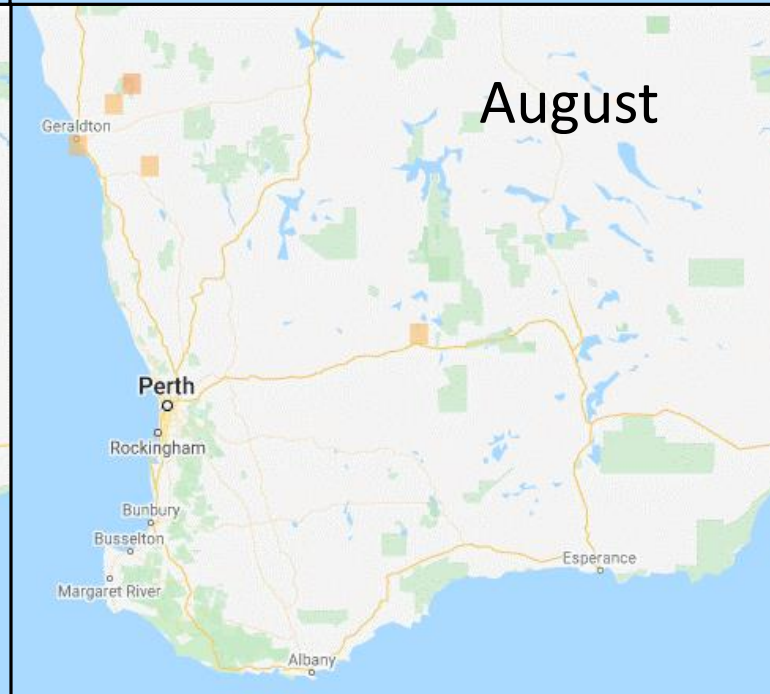 August
Geraldton
Perth
Rockingham
Bunbury
Busselton
Margaret River
Esperance
Albany